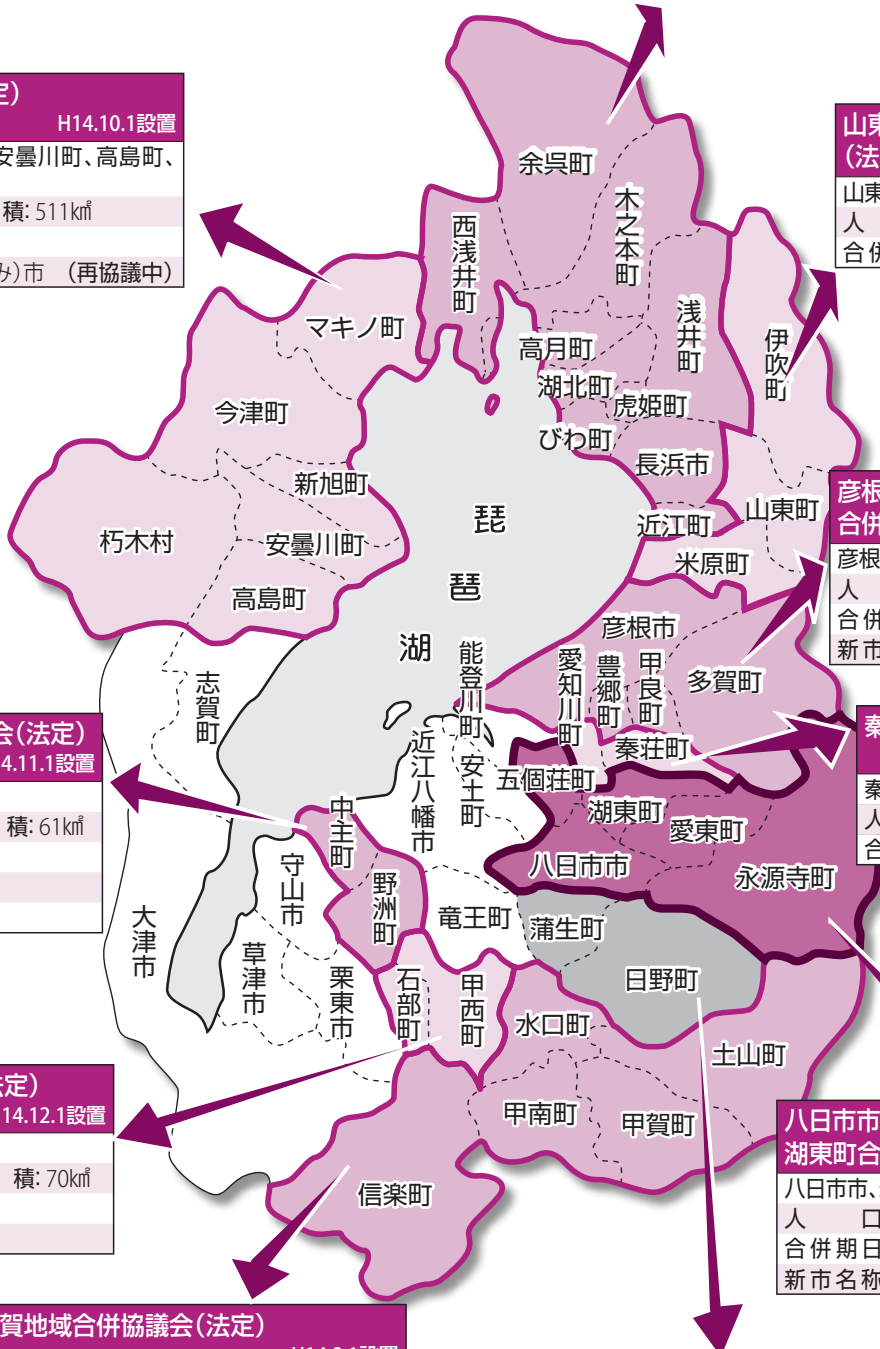 定)
H14.10.1設置
安曇川町、高島町、
積: 511k㎡
み)市 (再協議中)
山東
(法
山東
人
合併
余呉町
木之本町
西浅井町
浅井町
マキノ町
伊吹町
高月町
湖北町
虎姫町
今津町
びわ町
長浜市
新旭町
山東町
近江町
朽木村
安曇川町
米原町
高島町
琵琶湖
彦根
合併
彦根
人
合併
新市
彦根市
能登川町
愛知川町
豊郷町
甲良町
多賀町
志賀町
秦荘町
秦
秦
人
合
会(法定)
4.11.1設置
積: 61k㎡
近江八幡市
安土町
五個荘町
湖東町
愛東町
中主町
八日市市
永源寺町
守山市
野洲町
竜王町
蒲生町
大津市
草津市
栗東市
石部町
甲西町
日野町
水口町
土山町
法定)
14.12.1設置
積: 70k㎡
甲南町
甲賀町
信楽町
八日市市
湖東町合
八日市市、
人 口
合併期日
新市名称
賀地域合併協議会(法定)